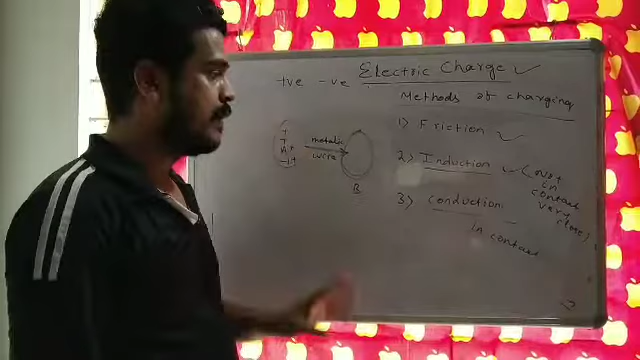 +ve -ve Electric Charge
Methods of charging
1) Friction
2) Induction (not
in
contact
very
close)
3) conduction
in contact
metalic
wire
A
B